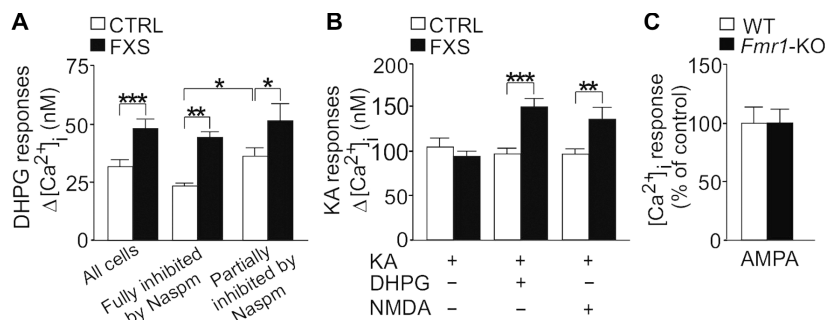 A
CTRL
FXS
DHPG responses
Δ [Ca²⁺]i (nM)
75
50
25
0
***
**
*
*
All cells
Fully inhibited
by Naspm
Partially
inhibited by
Naspm
B
CTRL
FXS
KA responses
Δ [Ca²⁺]i (nM)
200
150
100
50
0
***
**
KA + + +
DHPG – + –
NMDA – – +
C
WT
Fmr1-KO
[Ca²⁺]i response
(% of control)
150
100
50
0
AMPA